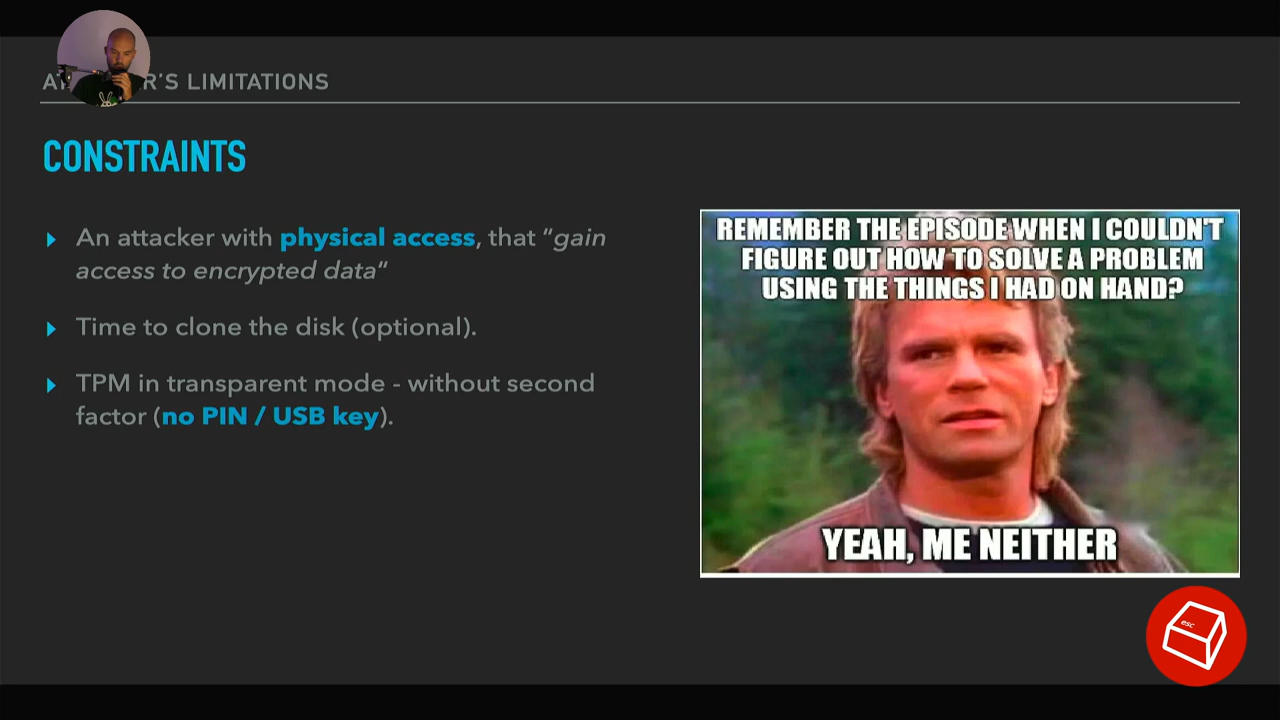 R'S LIMITATIONS
CONSTRAINTS
An attacker with physical access, that "gain
access to encrypted data"
Time to clone the disk (optional).
TPM in transparent mode - without second
factor (no PIN / USB key).
REMEMBER THE EPISODE WHEN I COULDN'T
FIGURE OUT HOW TO SOLVE A PROBLEM
USING THE THINGS I HAD ON HAND?
YEAH, ME NEITHER
esc